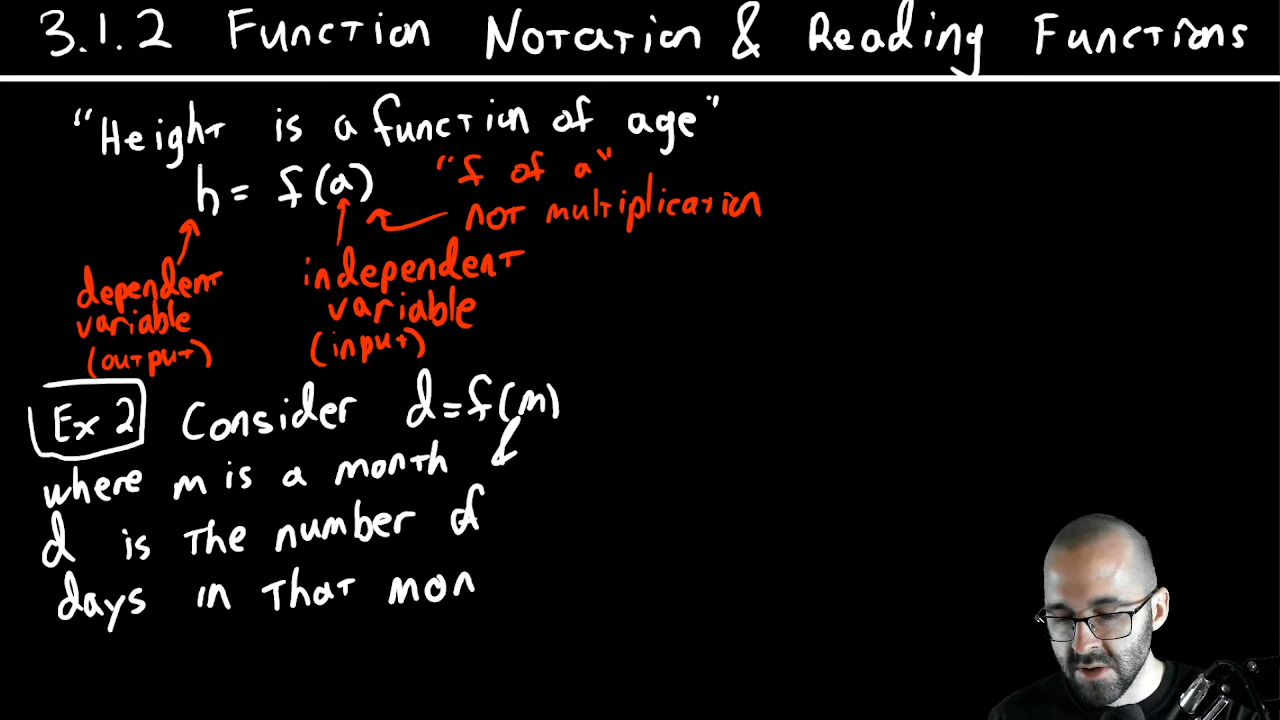 3.1.2 Function Notation & Reading Functions
"Height is a function of age"
h = f(a) "f of a"
not multiplication
dependent variable (output)
independent variable (input)
Ex 2 Consider d=f(m)
where m is a month &
d is the number of
days in that mon